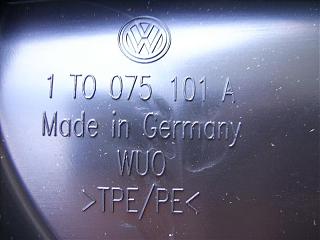 1 T0 075 101 A
Made in Germany
WUO
>TPE/PE<